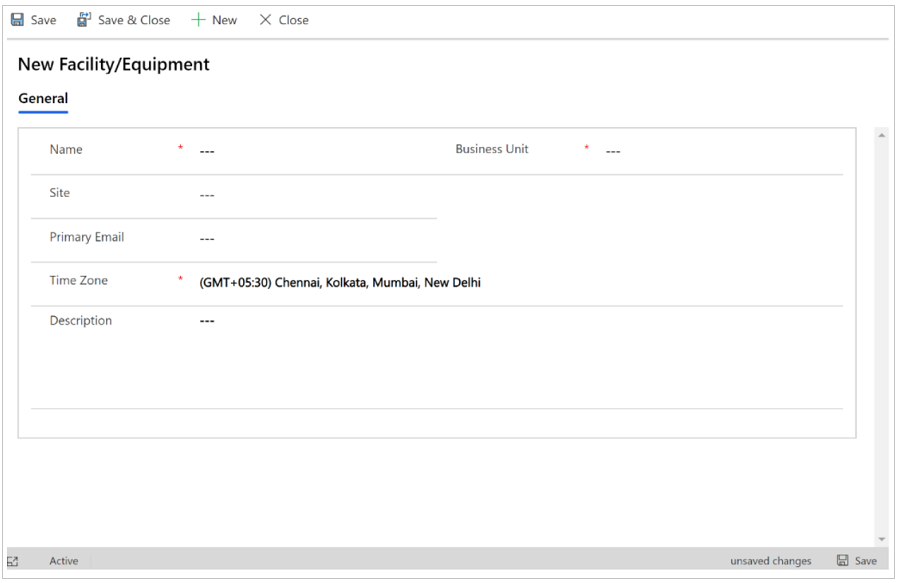 Save Save & Close New Close
New Facility/Equipment
General
Name * --- Business Unit * ---
Site ---
Primary Email ---
Time Zone * (GMT+05:30) Chennai, Kolkata, Mumbai, New Delhi
Description ---
Active unsaved changes Save